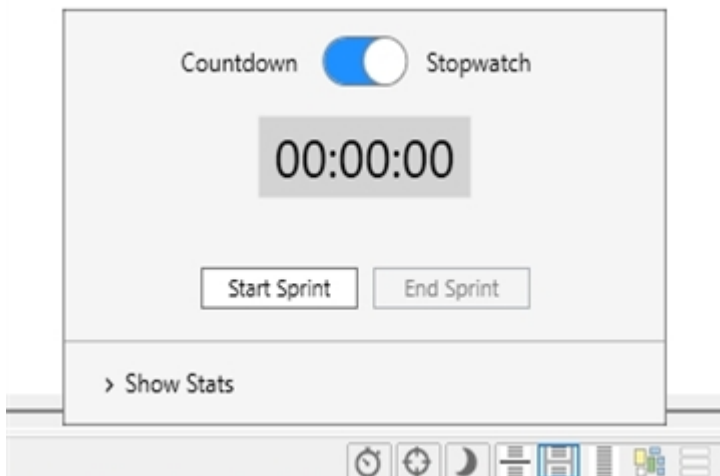 Countdown Stopwatch
00:00:00
Start Sprint End Sprint
> Show Stats